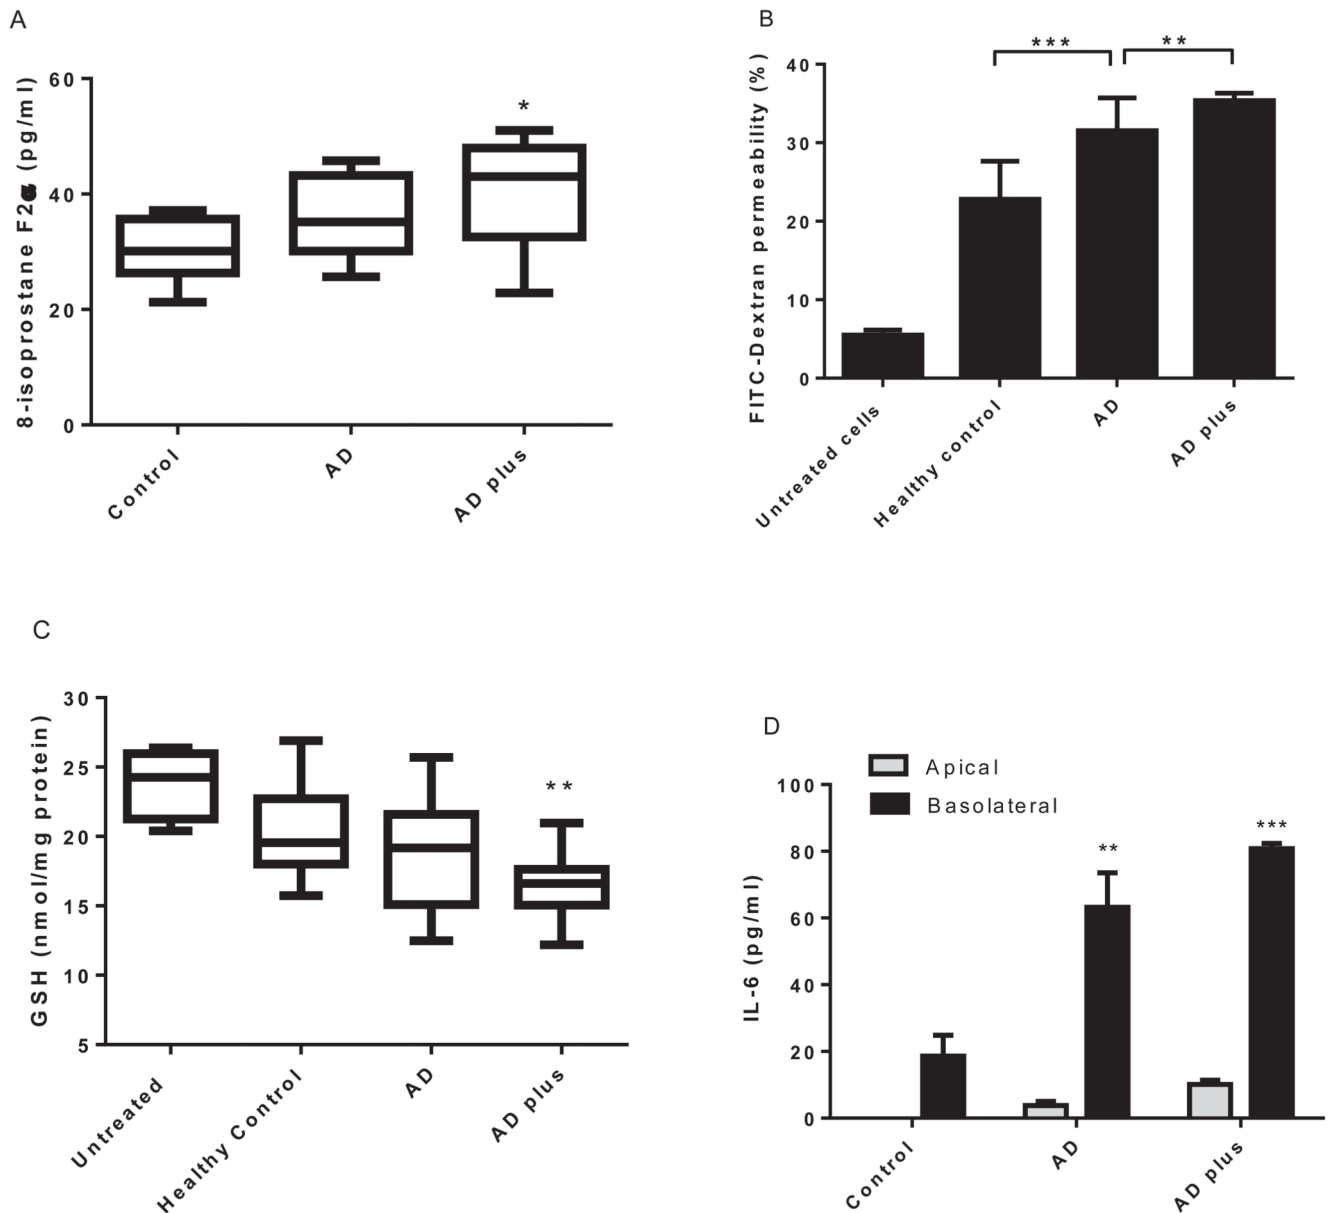 A
8-isoprostane F2α (pg/ml)
60
40
20
0
*
Control
AD
AD plus
B
FITC-Dextran permeability (%)
40
30
20
10
0
***
**
Untreated cells
Healthy control
AD
AD plus
C
GSH (nmol/mg protein)
30
25
20
15
10
5
**
Untreated
Healthy Control
AD
AD plus
D
Apical
Basolateral
IL-6 (pg/ml)
100
80
60
40
20
0
**
***
Control
AD
AD plus